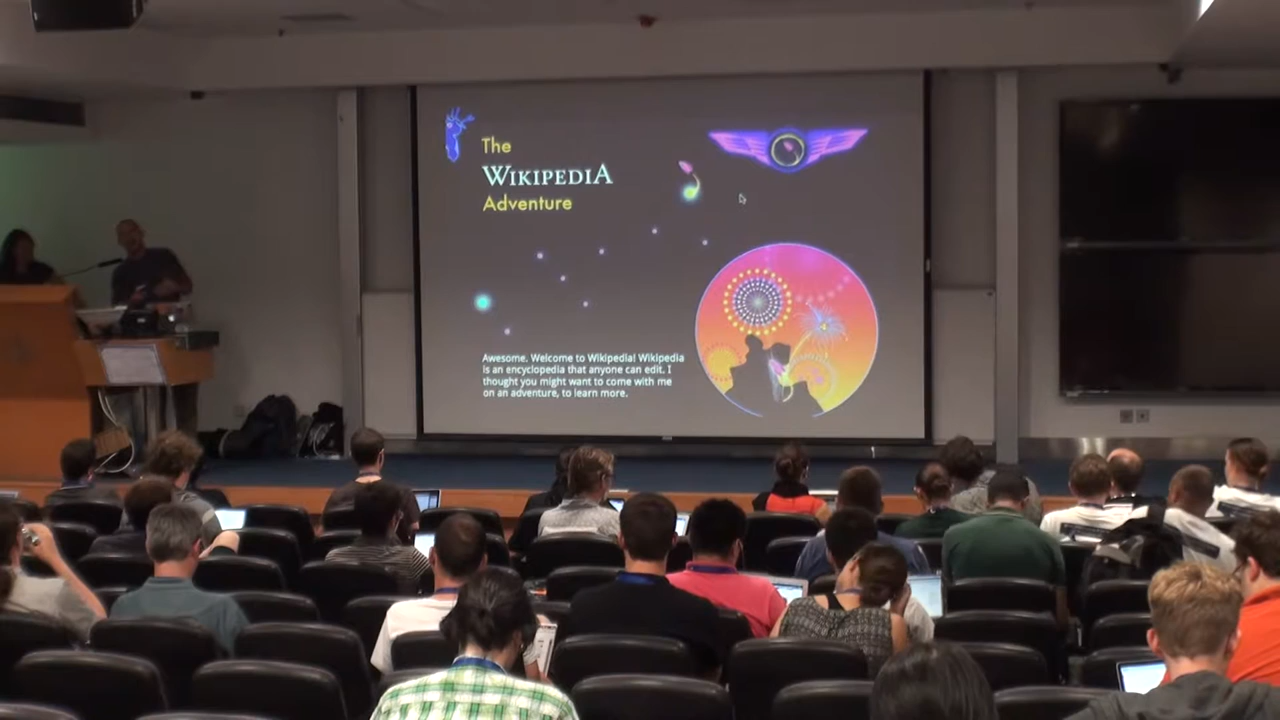 The
WIKIPEDIA
Adventure
Awesome. Welcome to Wikipedia! Wikipedia
is an encyclopedia that anyone can edit. I
thought you might want to come with me
on an adventure, to learn more.